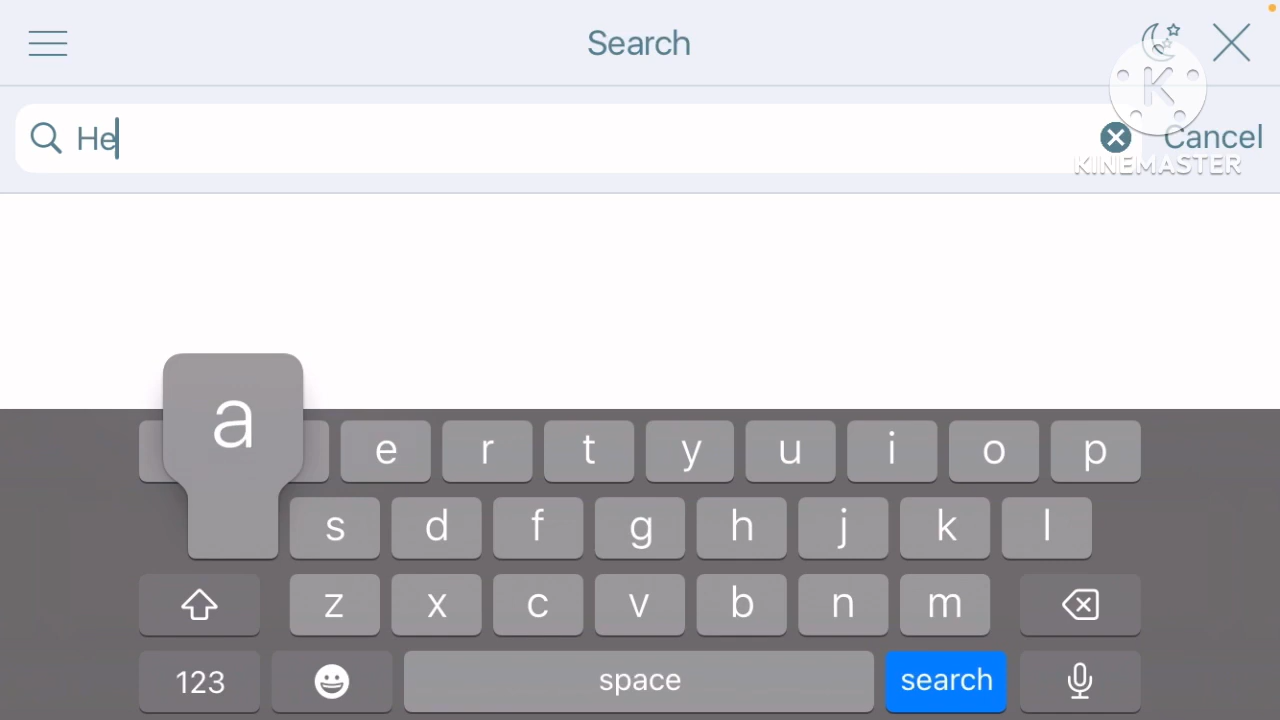 Search
K
He
Cancel
KINEMASTER
a
e r t y u i o p
s d f g h j k l
z x c v b n m
123 space search